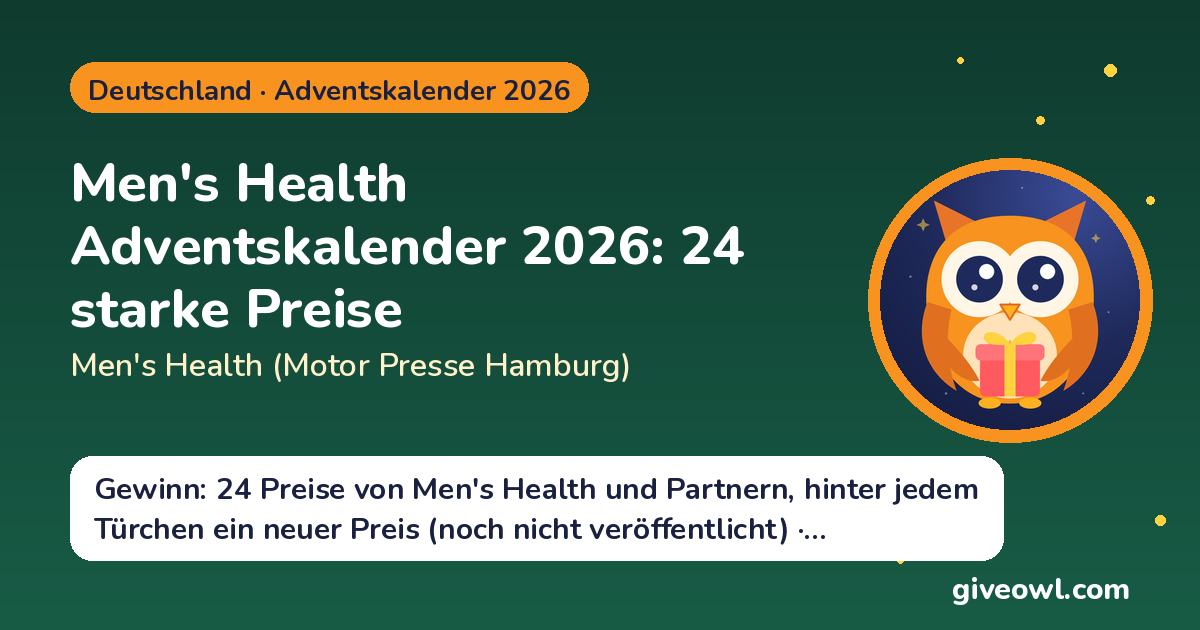 Deutschland · Adventskalender 2026
Men's Health
Adventskalender 2026: 24
starke Preise
Men's Health (Motor Presse Hamburg)
Gewinn: 24 Preise von Men's Health und Partnern, hinter jedem
Türchen ein neuer Preis (noch nicht veröffentlicht) ·...
giveowl.com